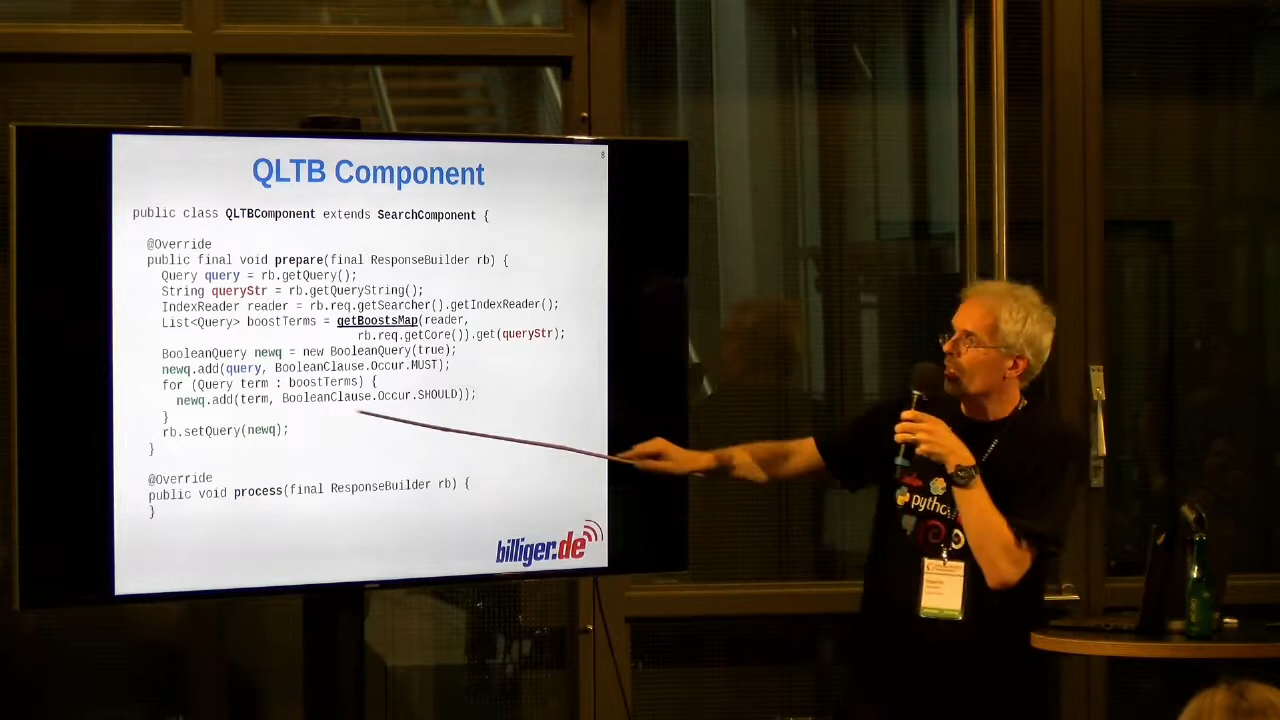 8
QLTB Component
public class QLTBComponent extends SearchComponent {
@Override
public final void prepare(final ResponseBuilder rb) {
Query query = rb.getQuery();
String queryStr = rb.getQueryString();
IndexReader reader = rb.req.getSearcher().getIndexReader();
List<Query> boostTerms = getBoostsMap(reader,
rb.req.getCore()).get(queryStr);
BooleanQuery newq = new BooleanQuery(true);
newq.add(query, BooleanClause.Occur.MUST);
for (Query term : boostTerms) {
newq.add(term, BooleanClause.Occur.SHOULD));
}
rb.setQuery(newq);
}
@Override
public void process(final ResponseBuilder rb) {
}
billiger.de